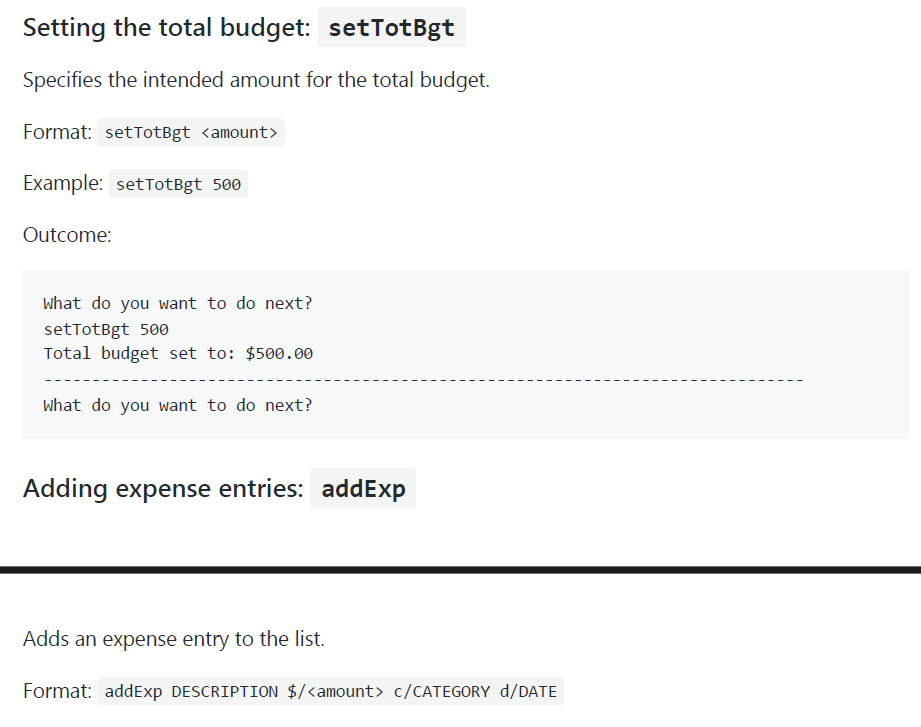 Setting the total budget: setTotBgt
Specifies the intended amount for the total budget.
Format: setTotBgt <amount>
Example: setTotBgt 500
Outcome:
What do you want to do next?
setTotBgt 500
Total budget set to: $500.00
-------------------------------------------------------------------------------
What do you want to do next?
Adding expense entries: addExp
Adds an expense entry to the list.
Format: addExp DESCRIPTION $/<amount> c/CATEGORY d/DATE